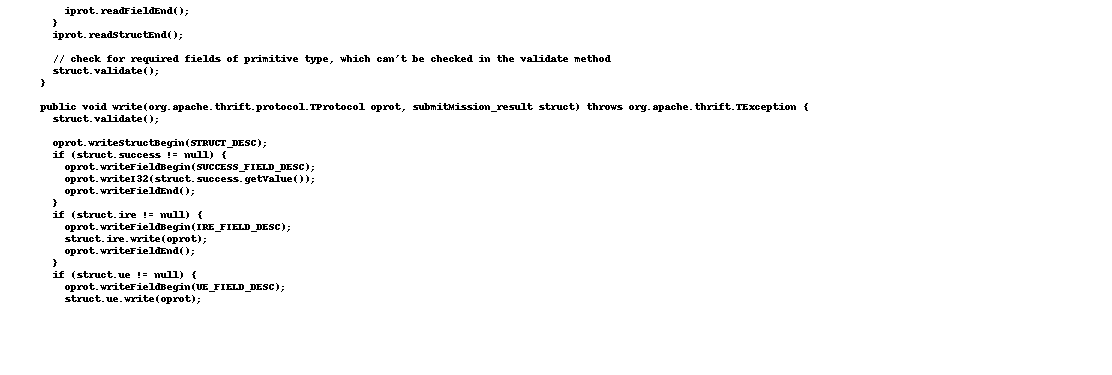 iprot.readFieldEnd();
}
iprot.readStructEnd();
// check for required fields of primitive type, which can't be checked in the validate method
struct.validate();
}
public void write(org.apache.thrift.protocol.TProtocol oprot, submitMission_result struct) throws org.apache.thrift.TException {
struct.validate();
oprot.writeStructBegin(STRUCT_DESC);
if (struct.success != null) {
oprot.writeFieldBegin(SUCCESS_FIELD_DESC);
oprot.writeI32(struct.success.getValue());
oprot.writeFieldEnd();
}
if (struct.ire != null) {
oprot.writeFieldBegin(IRE_FIELD_DESC);
struct.ire.write(oprot);
oprot.writeFieldEnd();
}
if (struct.ue != null) {
oprot.writeFieldBegin(UE_FIELD_DESC);
struct.ue.write(oprot);